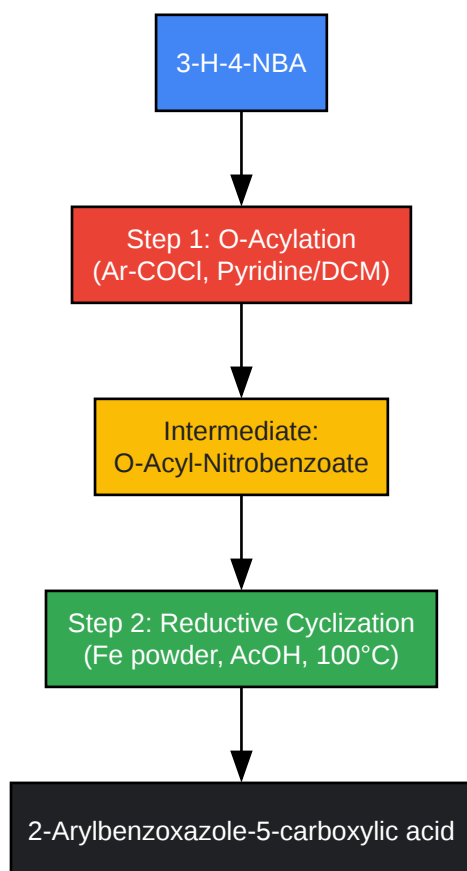 3-H-4-NBA
Step 1: O-Acylation
(Ar-COCl, Pyridine/DCM)
Intermediate:
O-Acyl-Nitrobenzoate
Step 2: Reductive Cyclization
(Fe powder, AcOH, 100°C)
2-Arylbenzoxazole-5-carboxylic acid